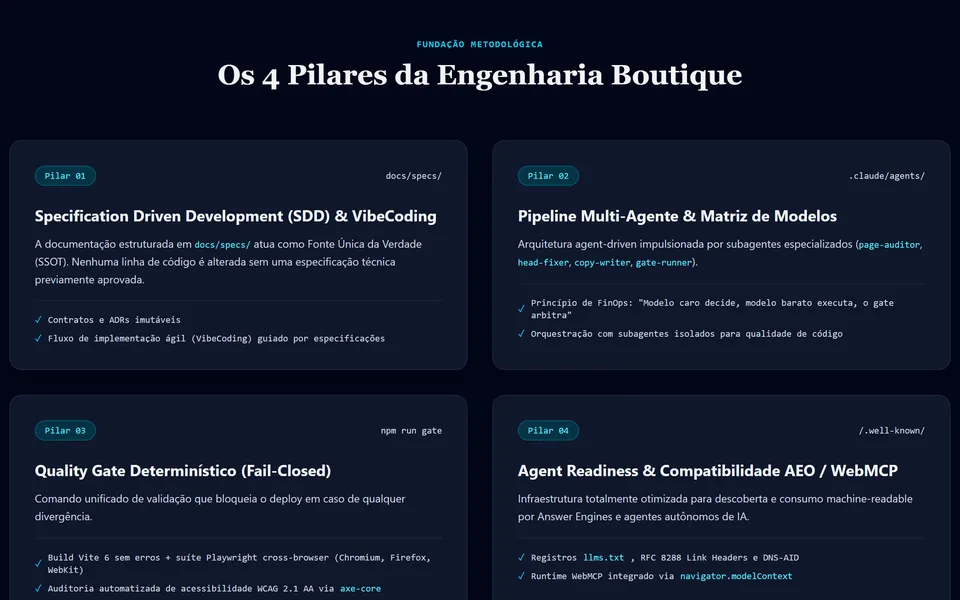 FUNDAÇÃO METODOLÓGICA
Os 4 Pilares da Engenharia Boutique
Pilar 01
docs/specs/
Specification Driven Development (SDD) & VibeCoding
A documentação estruturada em docs/specs/ atua como Fonte Única da Verdade
(SSOT). Nenhuma linha de código é alterada sem uma especificação técnica
previamente aprovada.
✓ Contratos e ADRs imutáveis
✓ Fluxo de implementação ágil (VibeCoding) guiado por especificações
Pilar 02
.claude/agents/
Pipeline Multi-Agente & Matriz de Modelos
Arquitetura agent-driven impulsionada por subagentes especializados (page-auditor,
head-fixer, copy-writer, gate-runner).
✓ Princípio de FinOps: "Modelo caro decide, modelo barato executa, o gate
arbitra"
✓ Orquestração com subagentes isolados para qualidade de código
Pilar 03
npm run gate
Quality Gate Determinístico (Fail-Closed)
Comando unificado de validação que bloqueia o deploy em caso de qualquer
divergência.
✓ Build Vite 6 sem erros + suíte Playwright cross-browser (Chromium, Firefox,
WebKit)
✓ Auditoria automatizada de acessibilidade WCAG 2.1 AA via axe-core
Pilar 04
/.well-known/
Agent Readiness & Compatibilidade AEO / WebMCP
Infraestrutura totalmente otimizada para descoberta e consumo machine-readable
por Answer Engines e agentes autônomos de IA.
✓ Registros llms.txt , RFC 8288 Link Headers e DNS-AID
✓ Runtime WebMCP integrado via navigator.modelContext